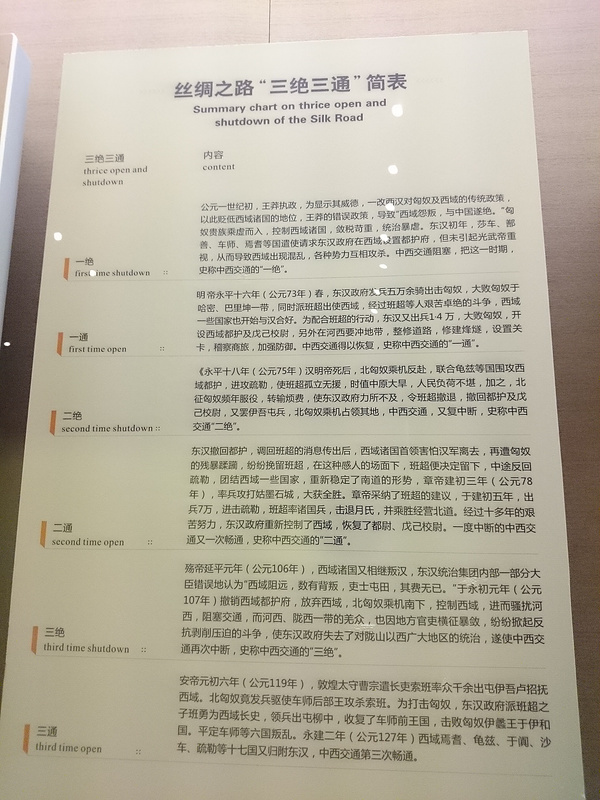 丝绸之路“三绝三通”简表
Summary chart on thrice open and
shutdown of the Silk Road
三绝三通
thrice open and
shutdown
内容
content
公元一世纪初，王莽执政，为显示其威德，一改西汉对匈奴及西域的传统政策，
以此贬低西域诸国的地位，王莽的错误政策，导致“西域怨叛，与中国遂绝。“匈
奴贵族乘虚而入，控制西域诸国，敛税苛重，统治暴虐。东汉初年，莎车、鄯
善、车师、焉耆等国遣使请求东汉政府在西域设置都护府，但未引起光武帝重
视，从而导致西域出现混乱，各种势力互相攻杀。中西交通阻塞，把这一时期，
史称中西交通的“一绝”。
一绝
first time shutdown
明帝永平十六年（公元73年）春，东汉政府发兵五万余骑出击匈奴，大败匈奴于
哈密、巴里坤一带，同时派班超出使西域，经过班超等人艰苦卓绝的斗争，西域
一些国家也开始与汉合好。为配合班超的行动，东汉又出兵1·4 万，大败匈奴，开
设西域都护及戊己校尉，另外在河西要冲地带，整修道路，修建烽燧，设置关
卡，稽察商旅，加强防御。中西交通得以恢复，史称中西交通的“一通”。
一通
first time open
《永平十八年（公元75年）汉明帝死后，北匈奴乘机反赴，联合龟兹等国围攻西
域都护，进攻疏勒，使班超孤立无援，时值中原大旱，人民负荷不堪，加之，北
征匈奴频年服役，转输烦费，使东汉政府力所不及，令班超撤退，撤回都护及戊
己校尉，又罢伊吾屯兵，北匈奴乘机占领其地，中西交通，又复中断，史称中西
交通“二绝”。
二绝
second time shutdown
东汉撤回都护，调回班超的消息传出后，西域诸国首领害怕汉军离去，再遭匈奴
的残暴蹂躏，纷纷挽留班超，在这种感人的场面下，班超便决定留下，中途反回
疏勒，团结西域一些国家，重新稳定了南道的形势，章帝建初三年（公元78
年），率兵攻打姑墨石城，大获全胜。章帝采纳了班超的建议，于建初五年，出
兵7万，进击疏勒，班超率诸国兵，击退月氏，并乘胜经营北道。经过十多年的艰
苦努力，东汉政府重新控制了西域，恢复了都尉、戊己校尉。一度中断的中西交
通又一次畅通，史称中西交通的“二通”。
二通
second time open
殇帝延平元年（公元106年），西域诸国又相继叛汉，东汉统治集团内部一部分大
臣错误地认为“西域阻远，数有背叛，吏士屯田，其费无已。”于永初元年（公元
107年）撤销西域都护府，放弃西域，北匈奴乘机南下，控制西域，进而骚扰河
西，阻塞交通，而河西、陇西一带的羌众，也因地方官吏横征暴敛，纷纷掀起反
抗剥削压迫的斗争，使东汉政府失去了对陇山以西广大地区的统治，遂使中西交
通再次中断，史称中西交通的“三绝”。
三绝
third time shutdown
安帝元初六年（公元119年），敦煌太守曹宗遣长吏索班率众千余出屯伊吾卢招抚
西域。北匈奴竟发兵驱使车师后部王攻杀索班。为打击匈奴，东汉政府派班超之
子班勇为西域长史，领兵出屯柳中，收复了车师前王国，击败匈奴伊蠡王于伊和
国。平定车师等六国叛乱。永建二年（公元127年）西域焉耆、龟兹、于阗、沙
车、疏勒等十七国又归附东汉，中西交通第三次畅通。
三通
third time open